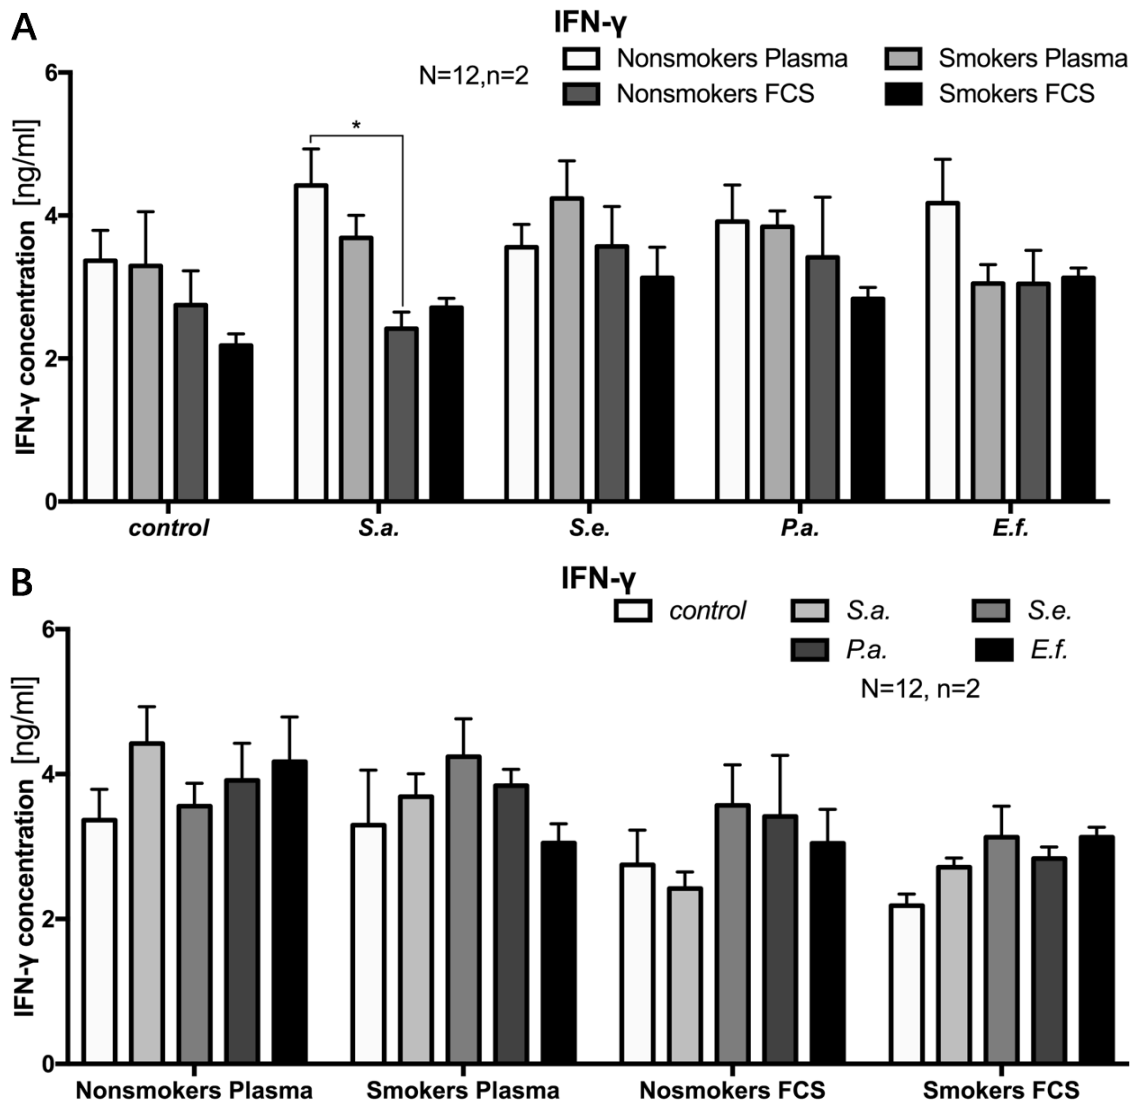 A
IFN-γ
Nonsmokers Plasma
Smokers Plasma
N=12,n=2
Nonsmokers FCS
Smokers FCS
*
IFN-γ concentration [ng/ml]
6
4
2
0
control
S.a.
S.e.
P.a.
E.f.
B
IFN-γ
control
S.a.
S.e.
P.a.
E.f.
N=12, n=2
IFN-γ concentration [ng/ml]
6
4
2
0
Nonsmokers Plasma
Smokers Plasma
Nosmokers FCS
Smokers FCS